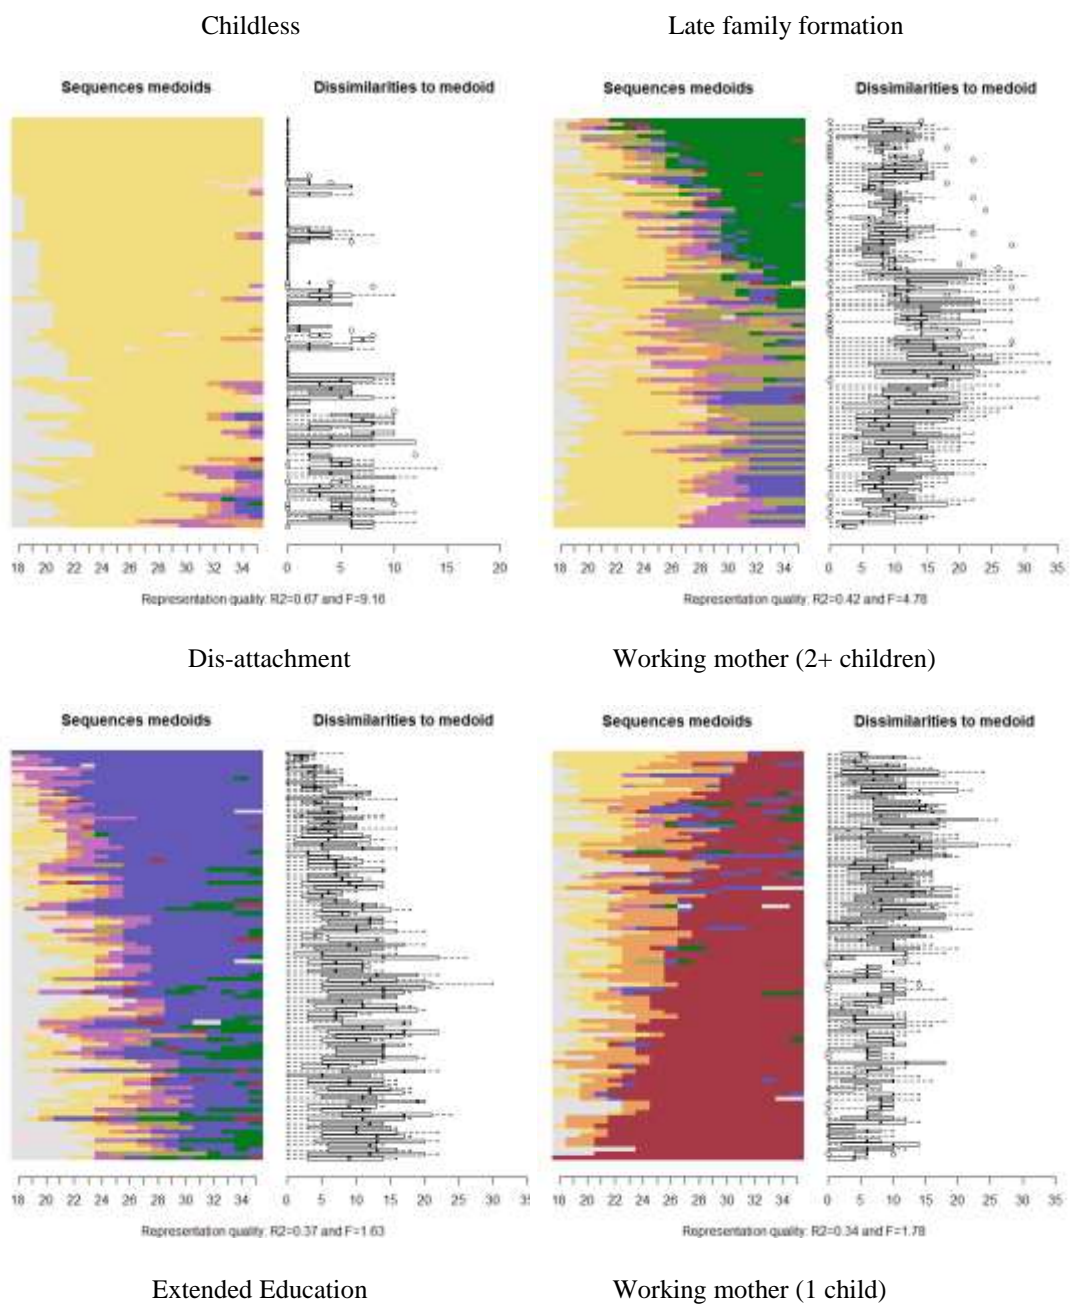 Childless
Late family formation
Sequences medoids
Dissimilarities to medoid
Sequences medoids
Dissimilarities to medoid
18 20 22 24 26 28 30 32 34
0 5 10 15 20
18 20 22 24 26 28 30 32 34
0 5 10 15 20 25 30 35
Representation quality: R2=0.67 and F=9.16
Representation quality: R2=0.42 and F=4.78
Dis-attachment
Working mother (2+ children)
Sequences medoids
Dissimilarities to medoid
Sequences medoids
Dissimilarities to medoid
18 20 22 24 26 28 30 32 34
0 5 10 15 20 25 30 35
18 20 22 24 26 28 30 32 34
0 5 10 15 20 25 30 35
Representation quality: R2=0.37 and F=1.63
Representation quality: R2=0.34 and F=1.78
Extended Education
Working mother (1 child)